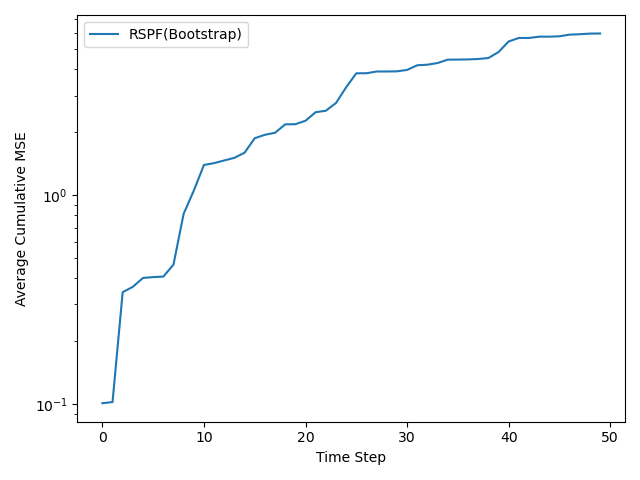 RSPF(Bootstrap)
Average Cumulative MSE
10⁰
10⁻¹
0 10 20 30 40 50
Time Step